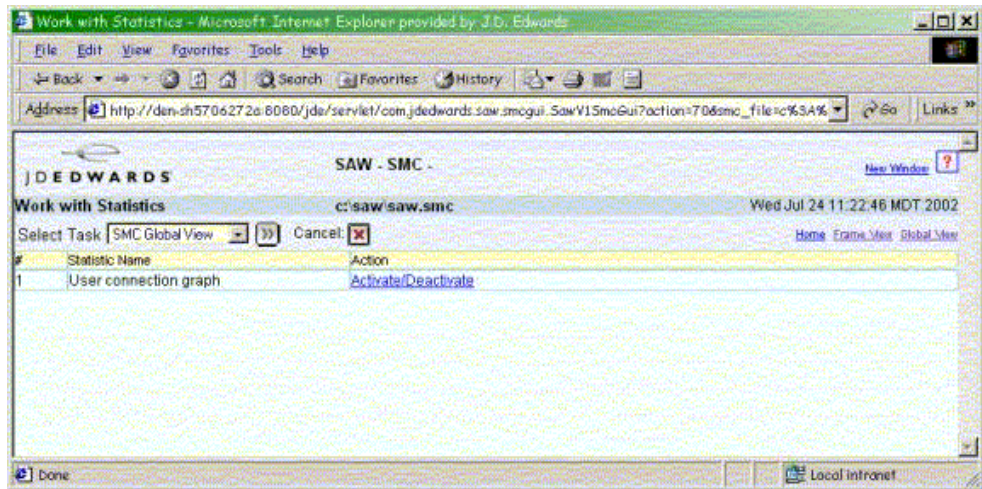 Work with Statistics - Microsoft Internet Explorer provided by J.D. Edwards
File Edit View Favorites Tools Help
Back Search Favorites History
Address http://den-sh5706272a:8080/jde/servlet/com.jdedwards.saw.smcgui.SawV1SmcGui?action=70&smc_file=c%3A% Go Links »
JDEDWARDS
SAW - SMC -
New Window ?
Work with Statistics c:\saw\saw.smc Wed Jul 24 11:22:46 MDT 2002
Select Task SMC Global View Cancel: Home Frame View Global View
# Statistic Name Action
1 User connection graph Activate/Deactivate
Done Local intranet